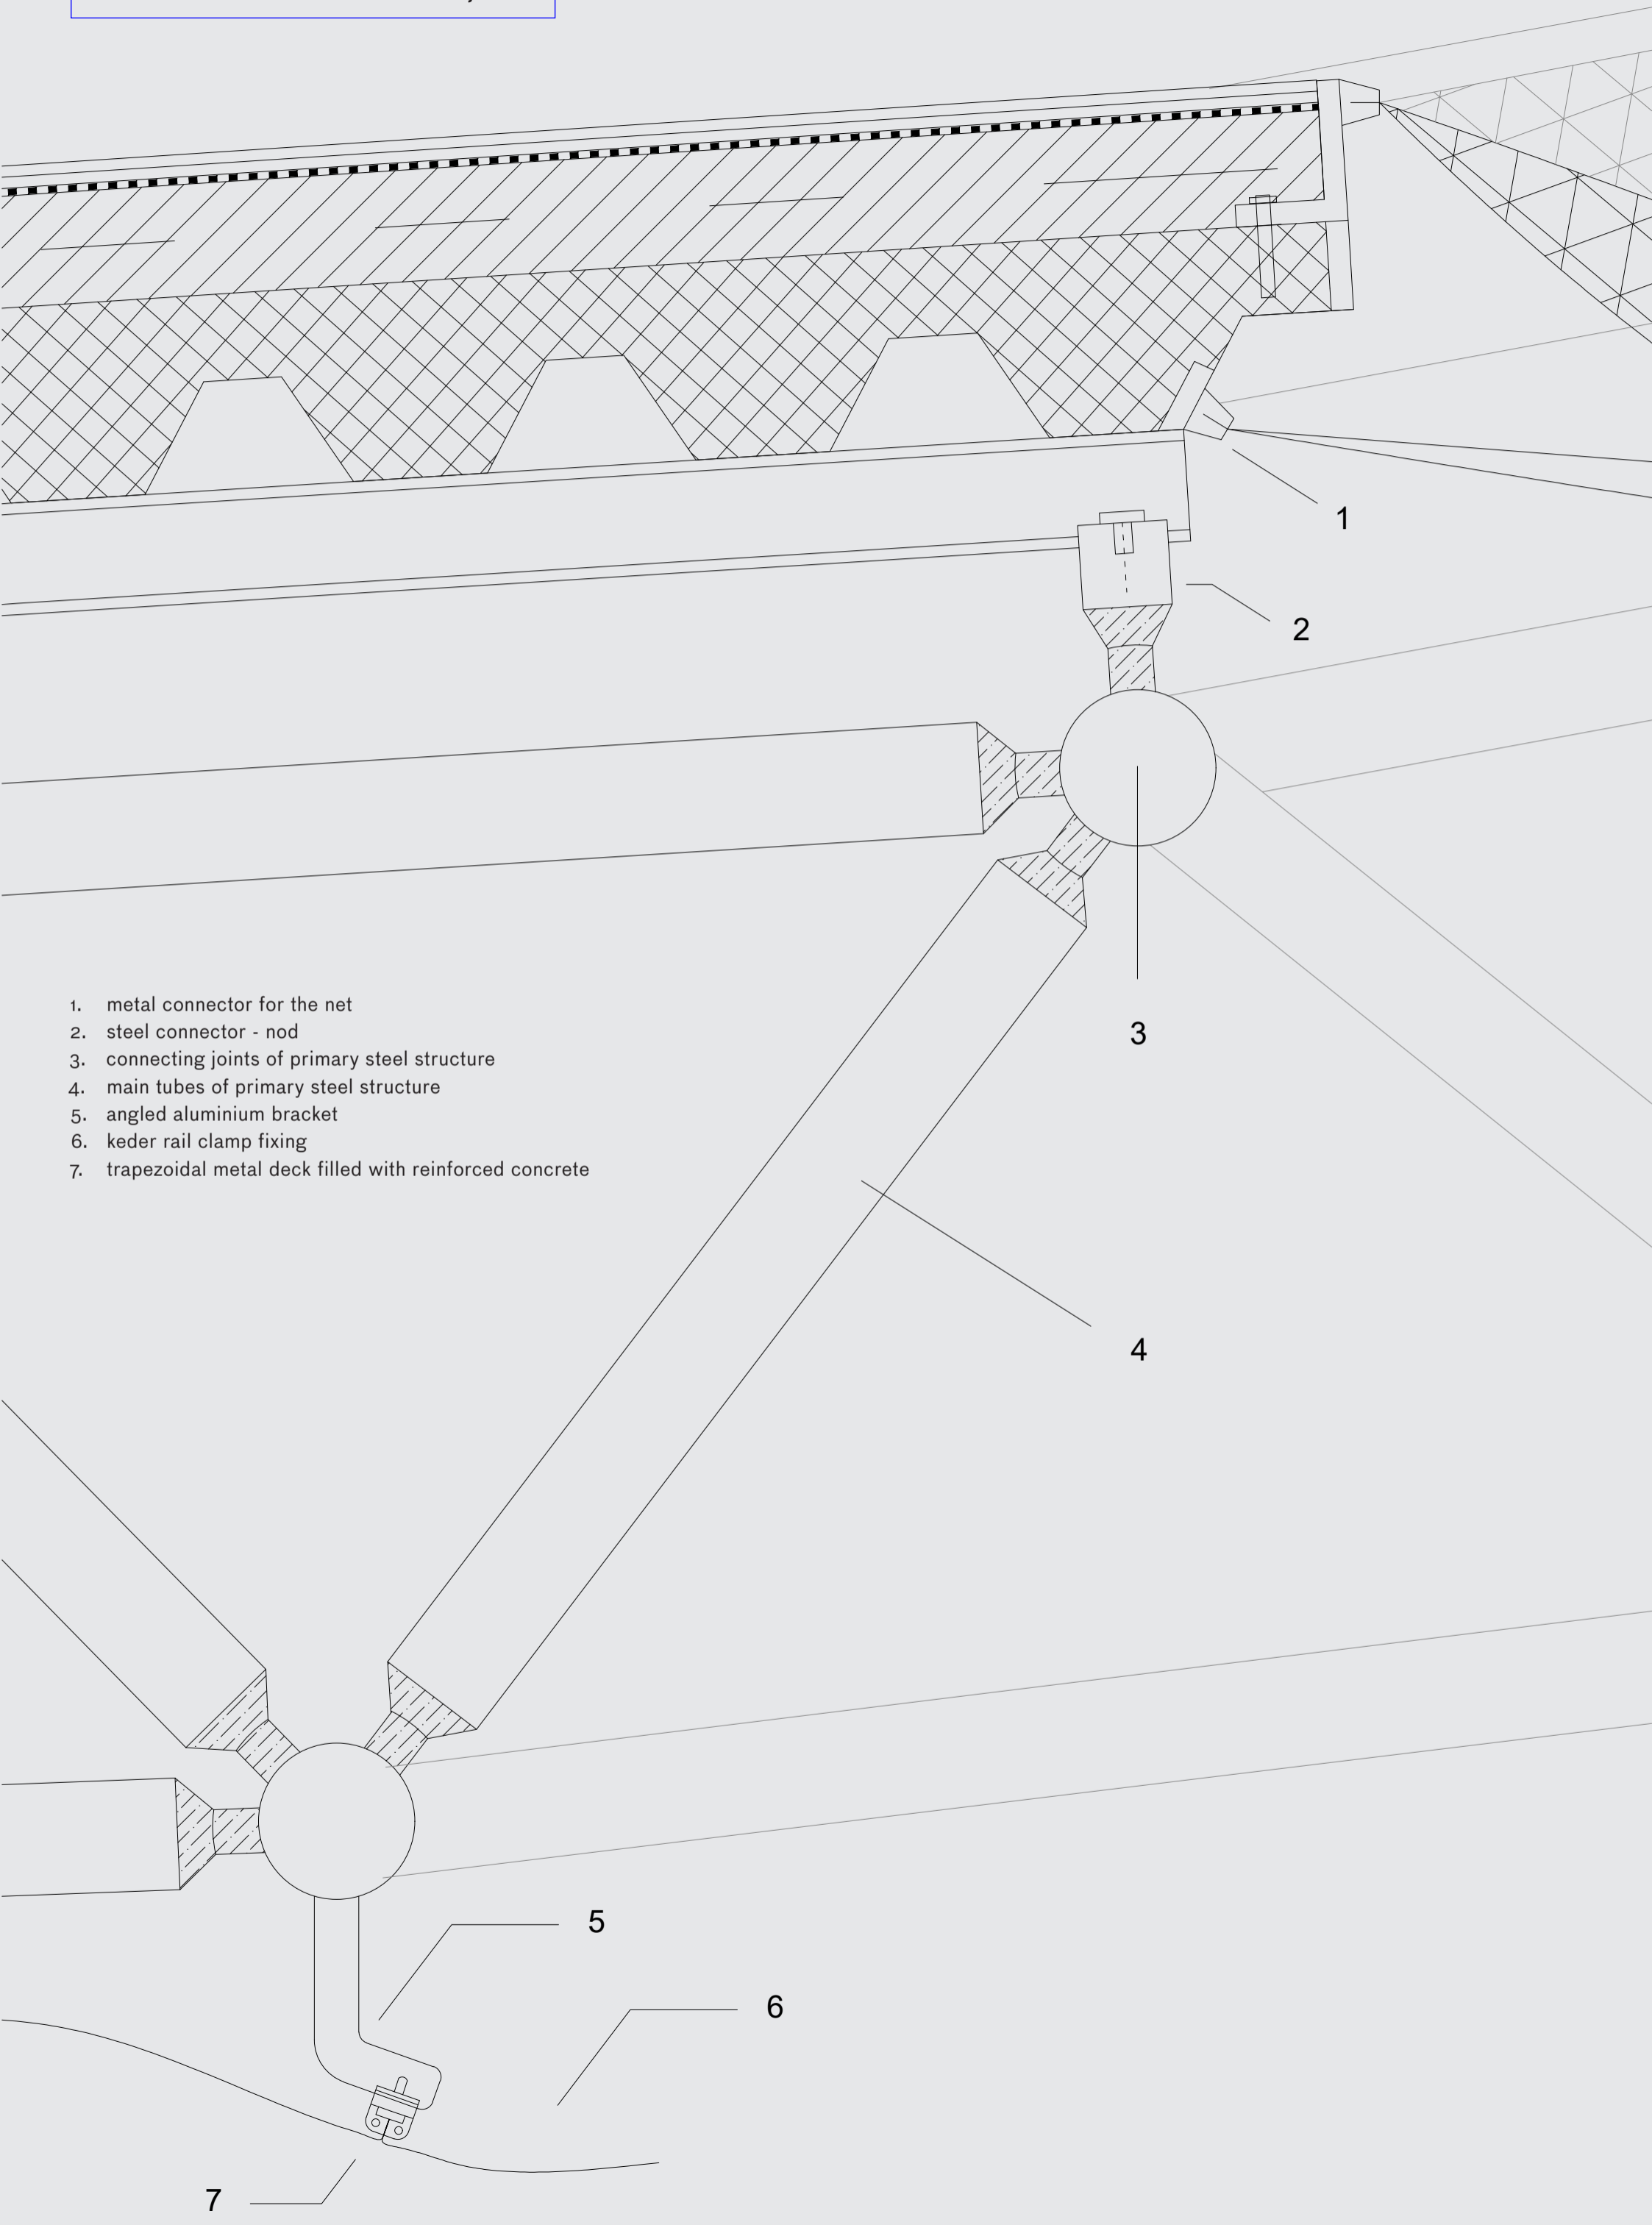 1
2
3
1. metal connector for the net
2. steel connector - nod
3. connecting joints of primary steel structure
4. main tubes of primary steel structure
5. angled aluminium bracket
6. keder rail clamp fixing
7. trapezoidal metal deck filled with reinforced concrete
4
5
6
7